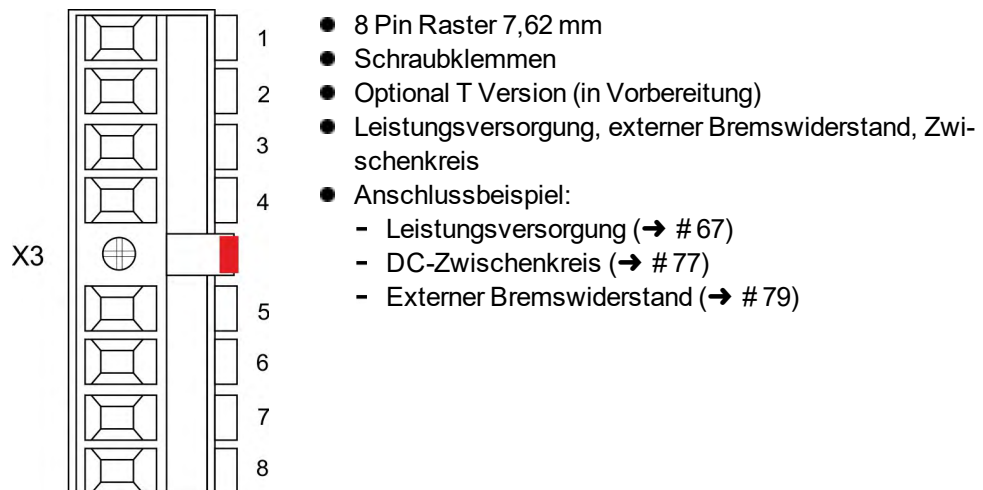 1
2
3
4
X3
5
6
7
8
● 8 Pin Raster 7,62 mm
● Schraubklemmen
● Optional T Version (in Vorbereitung)
● Leistungsversorgung, externer Bremswiderstand, Zwi-
schenkreis
● Anschlussbeispiel:
- Leistungsversorgung (➜ # 67)
- DC-Zwischenkreis (➜ # 77)
- Externer Bremswiderstand (➜ # 79)